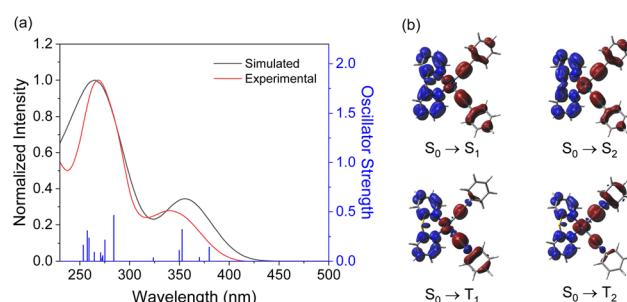 (a)
1.2
1.0
0.8
0.6
0.4
0.2
0.0
Normalized Intensity
Simulated
Experimental
2.0
1.5
1.0
0.5
0.0
Oscillator Strength
250
300
350
400
450
500
Wavelength (nm)
(b)
S0 → S1
S0 → S2
S0 → T1
S0 → T2